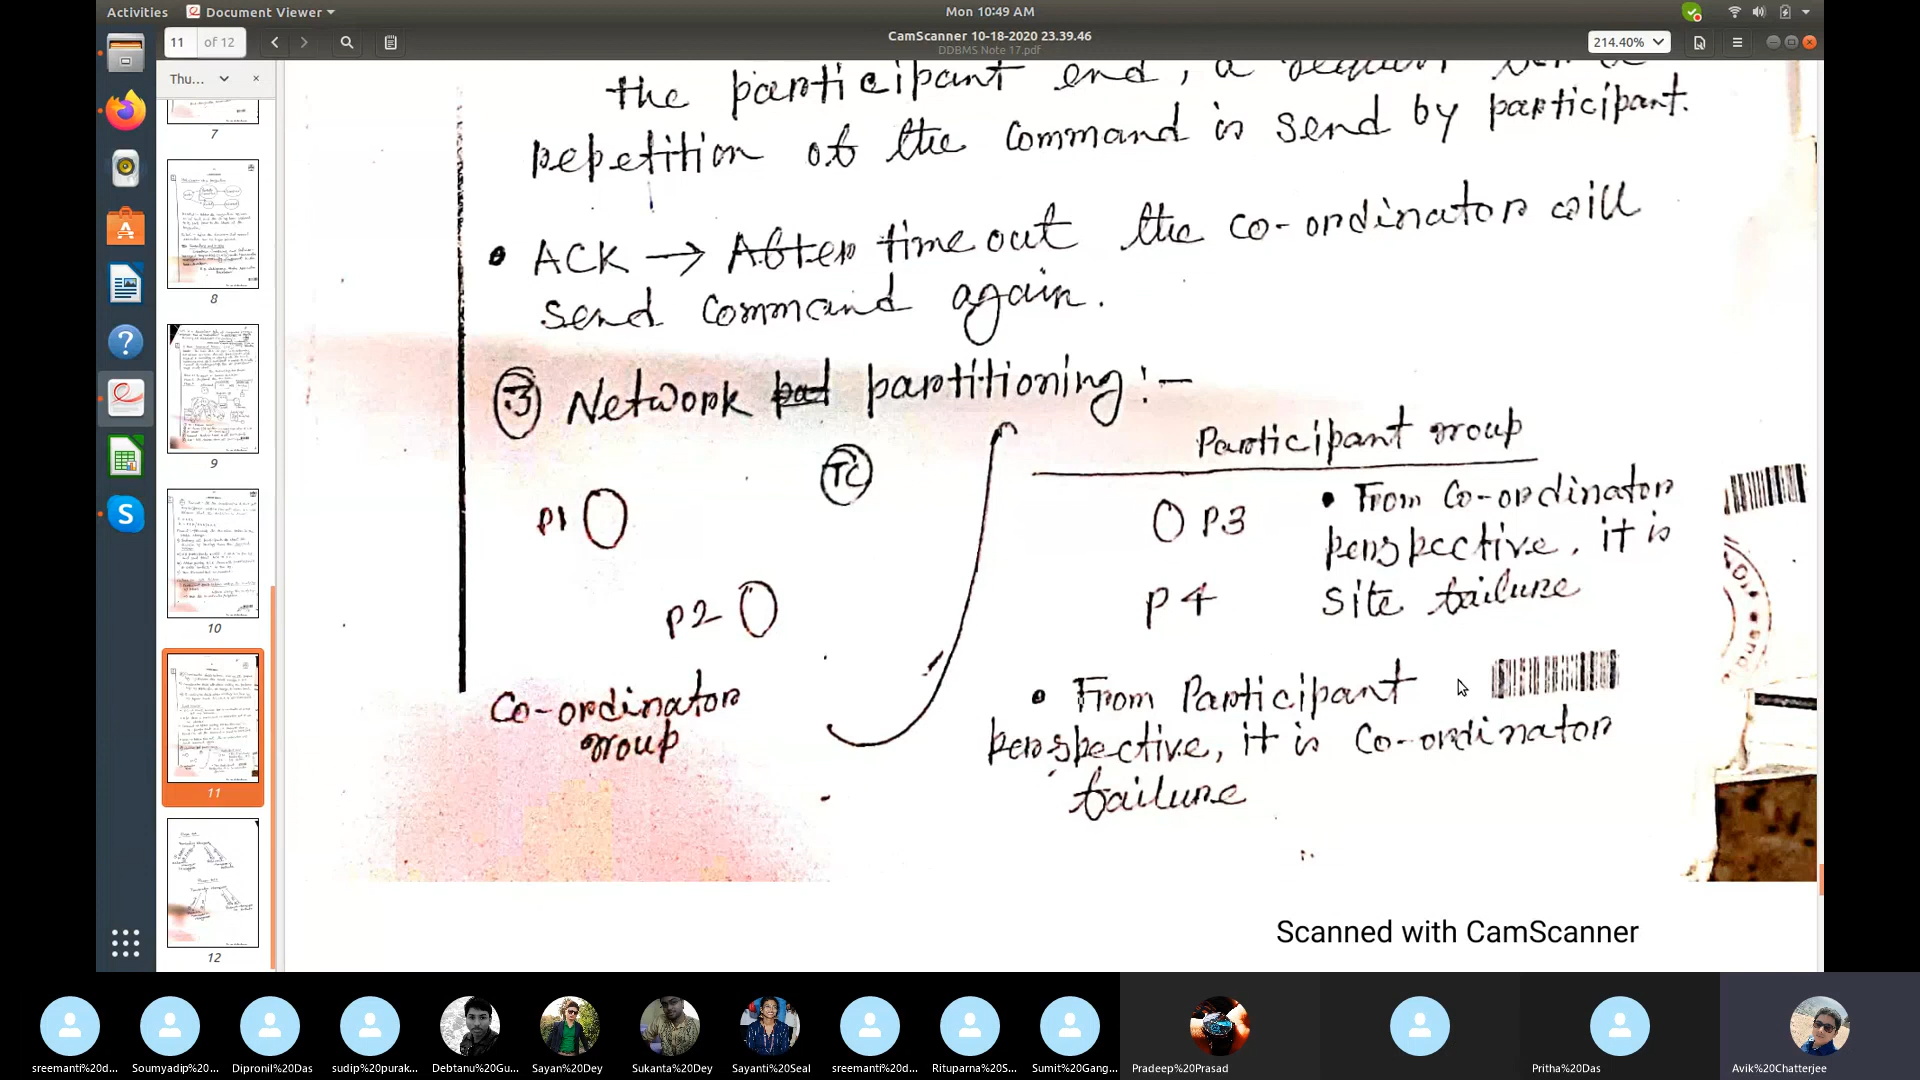 Activities
Document Viewer
Mon 10:49 AM
11
of 12
CamScanner 10-18-2020 23.39.46
DDBMS Note 17.pdf
214.40%
Thu...
7
8
9
10
11
12
the participant end, a
repetition of the command is send by participant.
ACK → After time out the co-ordinator will
send command again.
3 Network partitioning :-
TC
Participant group
P1
P2
P3
P4
Co-ordinator
group
• From Co-ordinator
perspective, it is
site failure
• From Participant
perspective, it is Co-ordinator
failure
Scanned with CamScanner
sreemanti%20d...
Soumyadip%20...
Dipronil%20Das
sudip%20purak...
Debtanu%20Gu...
Sayan%20Dey
Sukanta%20Dey
Sayanti%20Seal
sreemanti%20d...
Rituparna%20S...
Sumit%20Gang...
Pradeep%20Prasad
Pritha%20Das
Avik%20Chatterjee